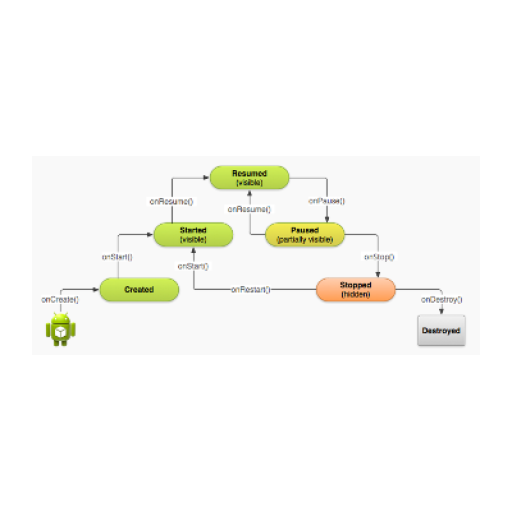 Resumed
(visible)
onResume()
onPause()
onResume()
Started
(visible)
Paused
(partially visible)
onStart()
onStart()
onStop()
Created
onRestart()
Stopped
(hidden)
onCreate()
onDestroy()
Destroyed